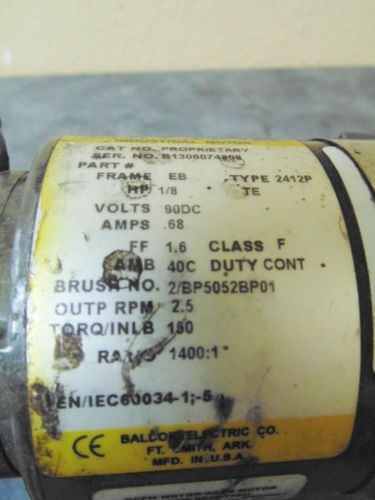 INDUSTRIAL MOTOR
CAT NO. PROPRIETARY
SER. NO. B1306074808
PART #
FRAME EB TYPE 2412P
HP 1/8 TE
VOLTS 90DC
AMPS .68
FF 1.6 CLASS F
AMB 40C DUTY CONT
BRUSH NO. 2/BP5052BP01
OUTP RPM 2.5
TORQ/INLB 150
1400:1
EN/IEC60034-1;-5
CE BALDOR ELECTRIC CO.
FT. SMITH, ARK.
MFD. IN U.S.A.